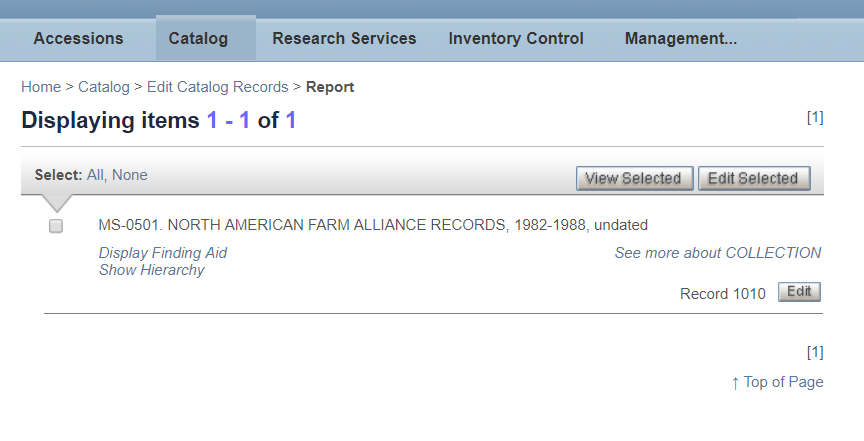 Accessions Catalog Research Services Inventory Control Management...
Home > Catalog > Edit Catalog Records > Report
Displaying items 1 - 1 of 1 [1]
Select: All, None View Selected Edit Selected
MS-0501. NORTH AMERICAN FARM ALLIANCE RECORDS, 1982-1988, undated
Display Finding Aid See more about COLLECTION
Show Hierarchy
Record 1010 Edit
[1]
↑ Top of Page